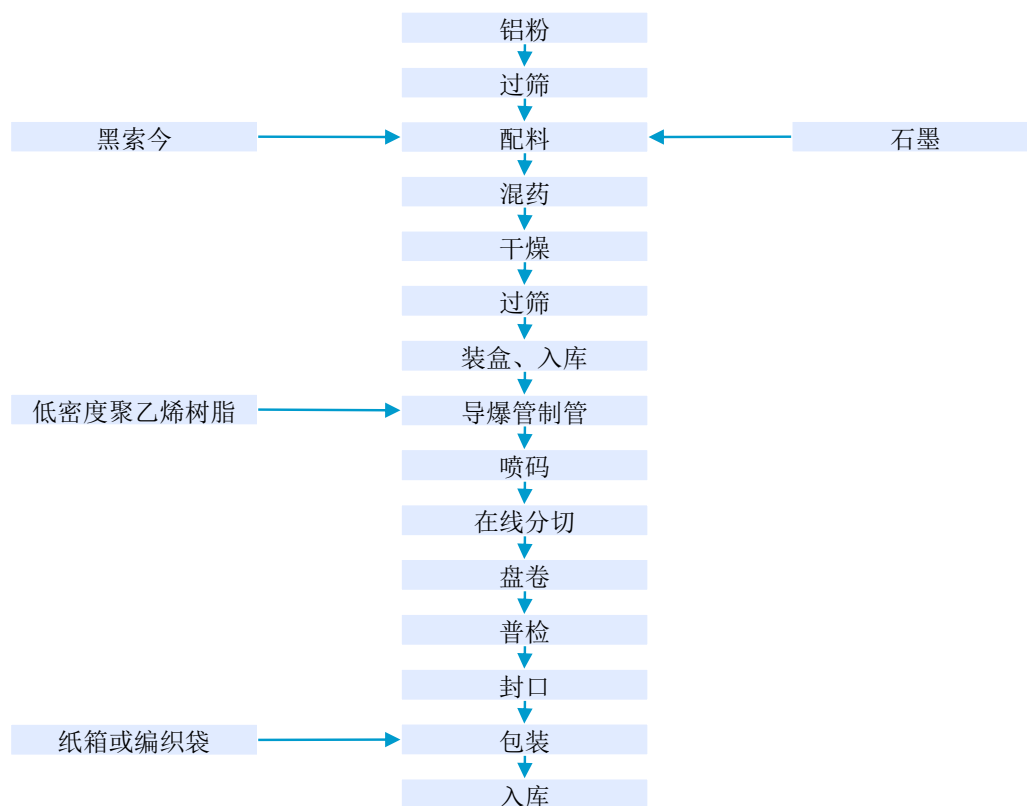 铝粉
过筛
黑索今
配料
石墨
混药
干燥
过筛
装盒、入库
低密度聚乙烯树脂
导爆管制管
喷码
在线分切
盘卷
普检
封口
纸箱或编织袋
包装
入库